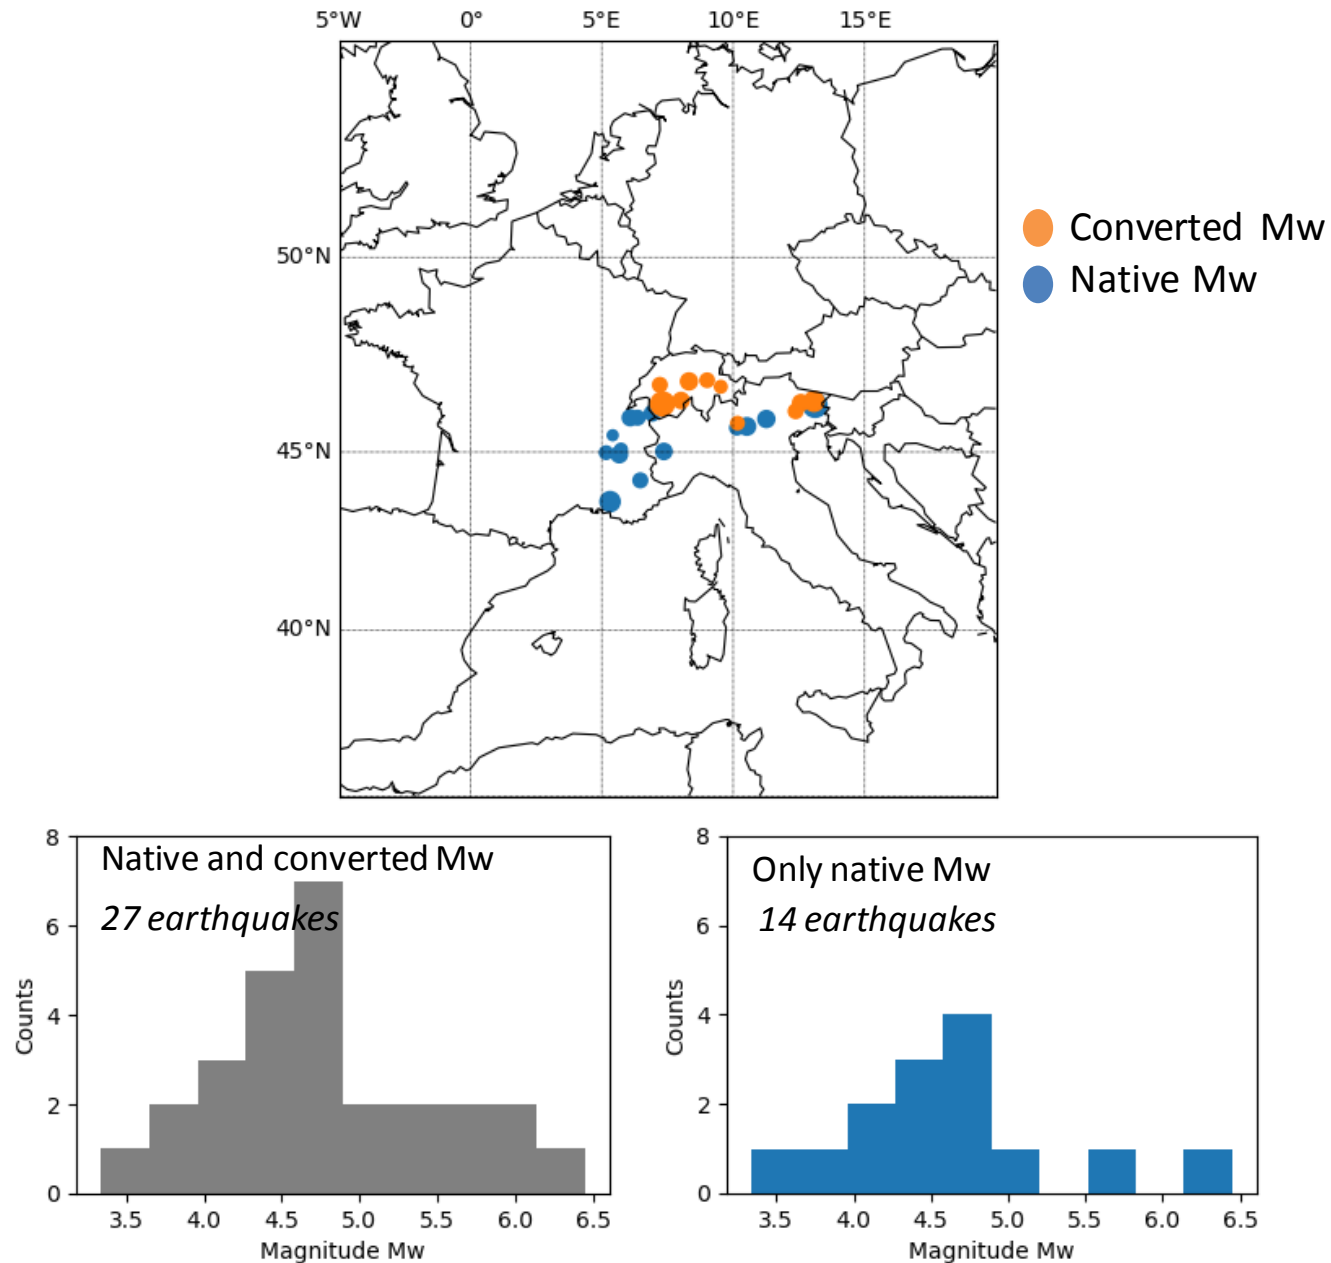 5°W 0° 5°E 10°E 15°E
50°N
45°N
40°N
Converted Mw
Native Mw
Native and converted Mw
27 earthquakes
8
6
4
2
0
Counts
3.5 4.0 4.5 5.0 5.5 6.0 6.5
Magnitude Mw
Only native Mw
14 earthquakes
8
6
4
2
0
Counts
3.5 4.0 4.5 5.0 5.5 6.0 6.5
Magnitude Mw